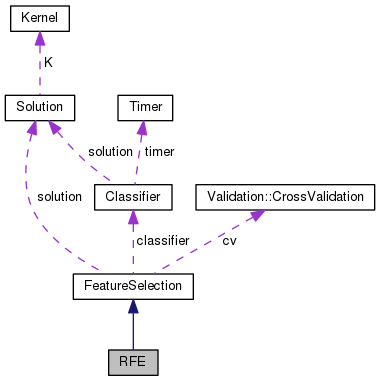 Kernel
K
Solution
Timer
solution
timer
Classifier
Validation::CrossValidation
solution
classifier
cv
FeatureSelection
RFE